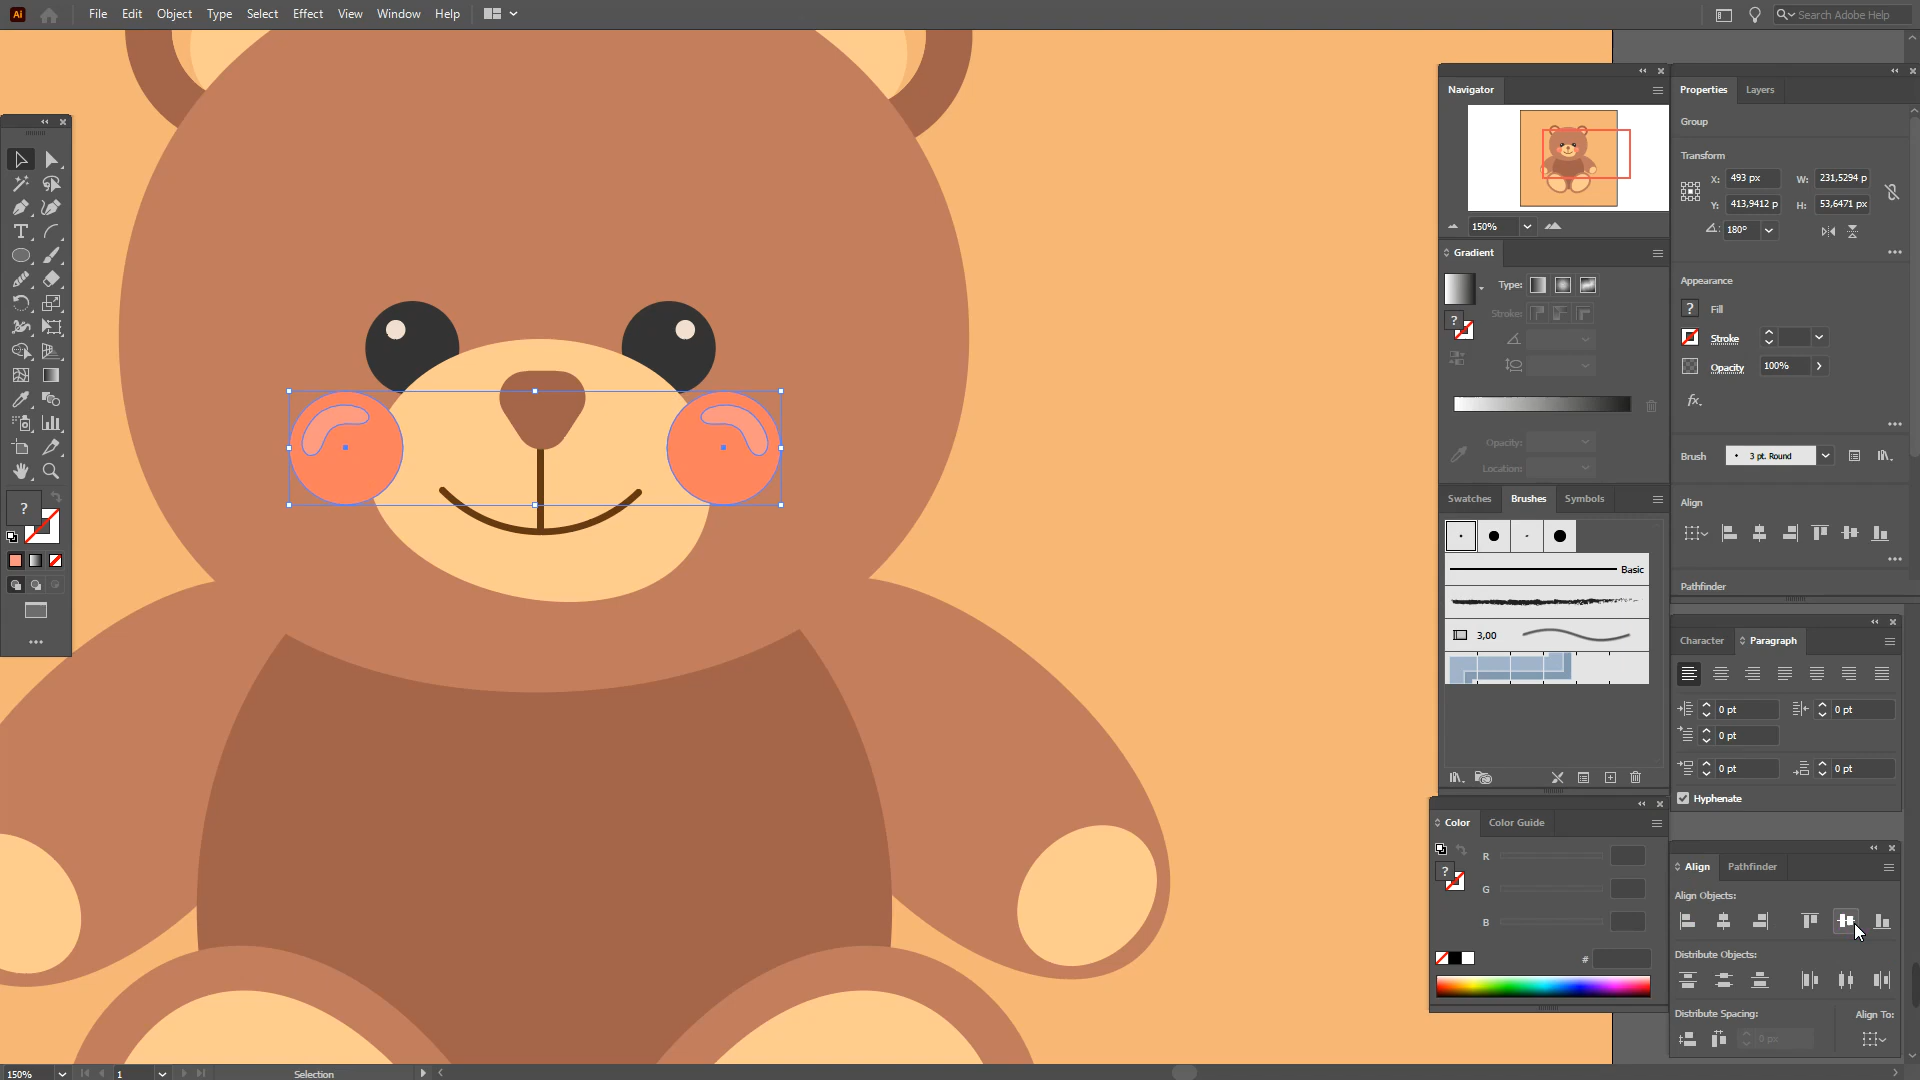 Ai File Edit Object Type Select Effect View Window Help Search Adobe Help
Navigator
150%
Gradient
Type:
Stroke:
?
Opacity:
Location:
Swatches Brushes Symbols
Basic
3,00
Color Color Guide
?
R
G
B
#
Properties Layers
Group
Transform
X: 493 px W: 231,5294 p
Y: 413,9412 p H: 53,6471 px
180°
Appearance
? Fill
Stroke
Opacity 100%
fx.
Brush 3 pt. Round
Align
Pathfinder
Character Paragraph
0 pt 0 pt
0 pt
0 pt 0 pt
Hyphenate
Align Pathfinder
Align Objects:
Distribute Objects:
Distribute Spacing: Align To:
0 px
T
?
150% 1 Selection